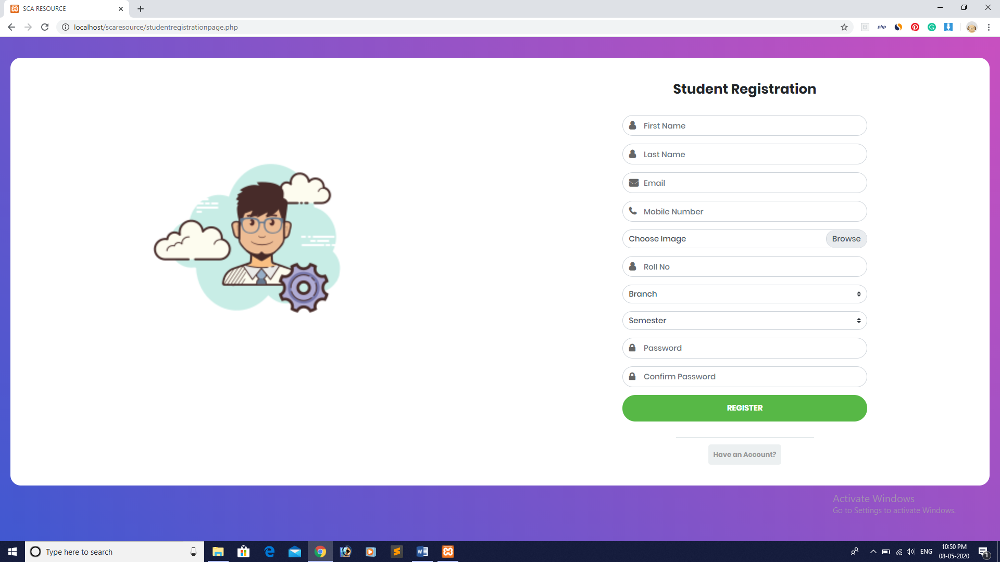 SCA RESOURCE
localhost/scaresource/studentregistrationpage.php
php
Student Registration
First Name
Last Name
Email
Mobile Number
Choose Image
Browse
Roll No
Branch
Semester
Password
Confirm Password
REGISTER
Have an Account?
Activate Windows
Go to Settings to activate Windows.
Type here to search
W
ENG
10:50 PM
08-05-2020
1